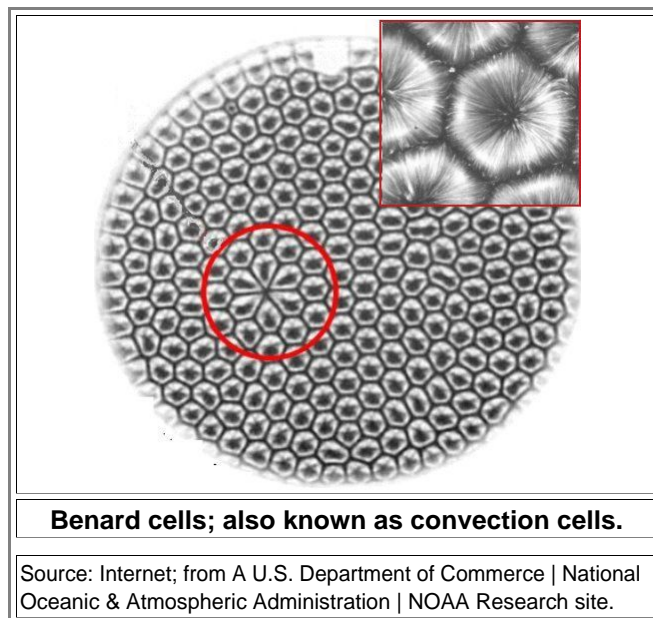 Benard cells; also known as convection cells.
Source: Internet; from A U.S. Department of Commerce | National
Oceanic & Atmospheric Administration | NOAA Research site.